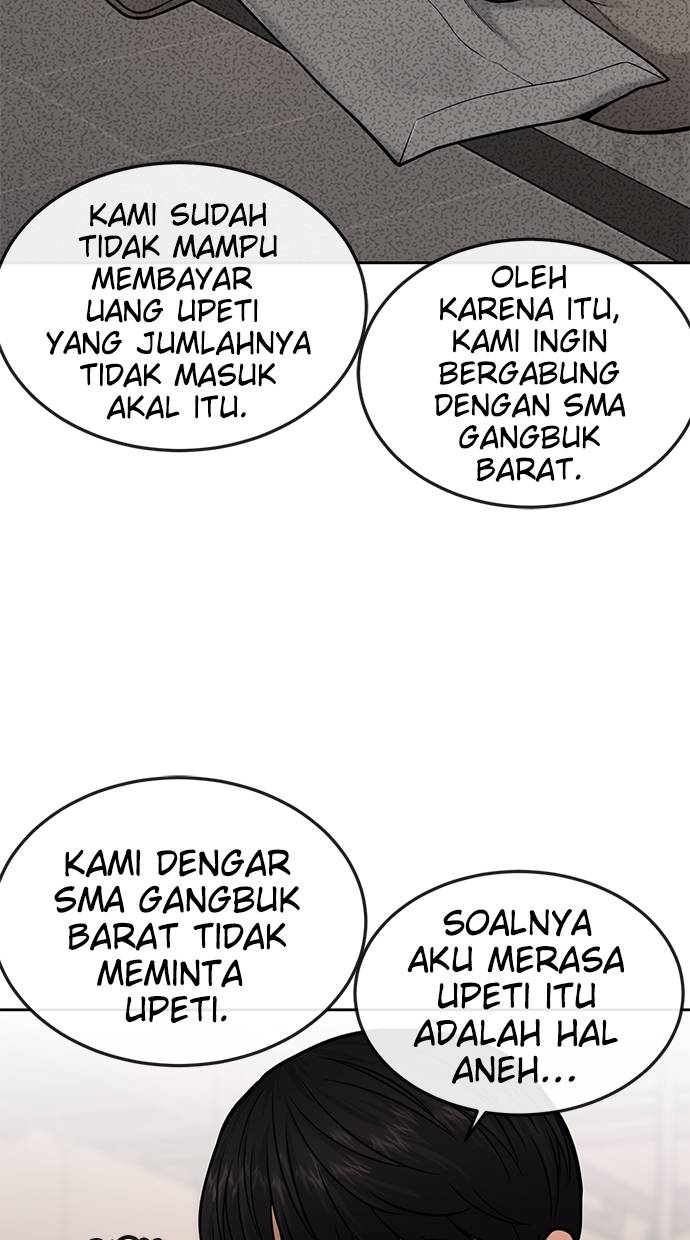 KAMI SUDAH
TIDAK MAMPU
MEMBAYAR
UANG UPETI
YANG JUMLAHNYA
TIDAK MASUK
AKAL ITU.
OLEH
KARENA ITU,
KAMI INGIN
BERGABUNG
DENGAN SMA
GANGBUK
BARAT.
KAMI DENGAR
SMA GANGBUK
BARAT TIDAK
MEMINTA
UPETI.
SOALNYA
AKU MERASA
UPETI ITU
ADALAH HAL
ANEH...